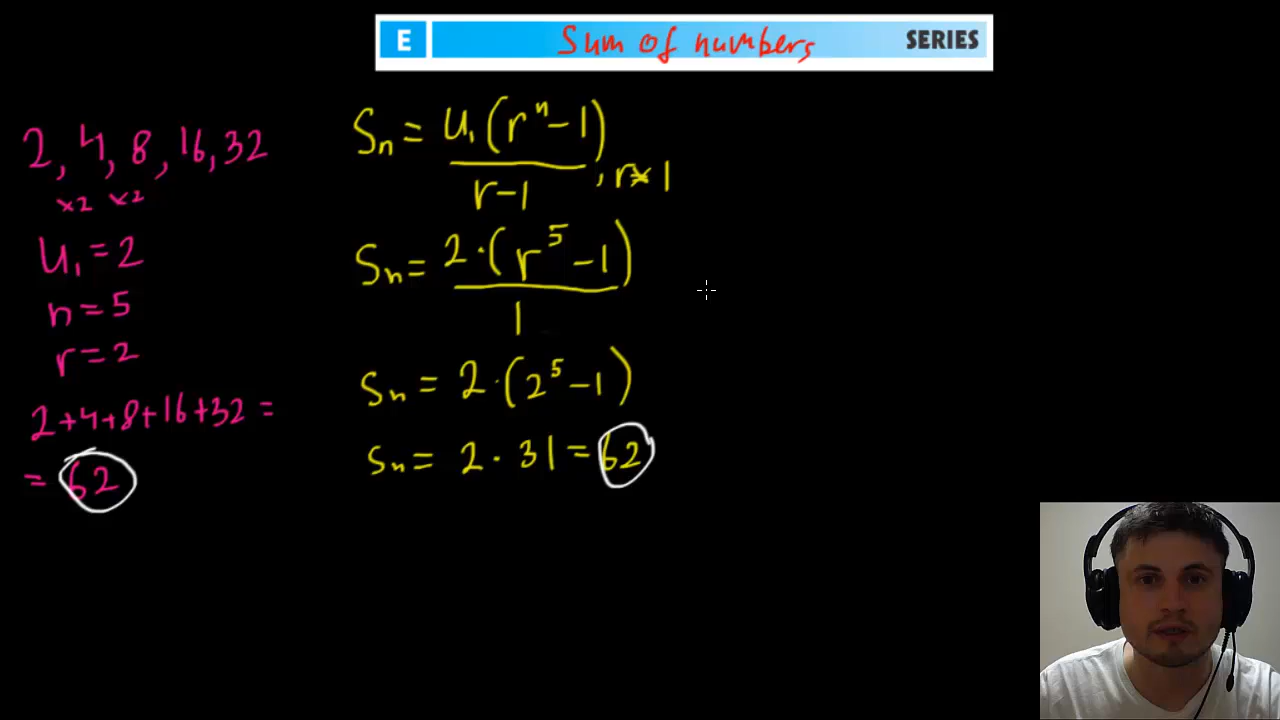 E Sum of numbers SERIES
2, 4, 8, 16, 32
×2 ×2
u₁ = 2
n = 5
r = 2
2+4+8+16+32 =
= 62
Sn = u₁(rⁿ-1)
r-1 , r≠1
Sn = 2·(r⁵-1)
1
Sn = 2·(2⁵-1)
Sn = 2·31 = 62